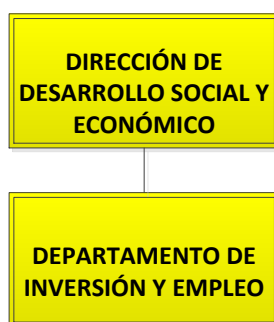 DIRECCIÓN DE
DESARROLLO SOCIAL Y
ECONÓMICO
DEPARTAMENTO DE
INVERSIÓN Y EMPLEO